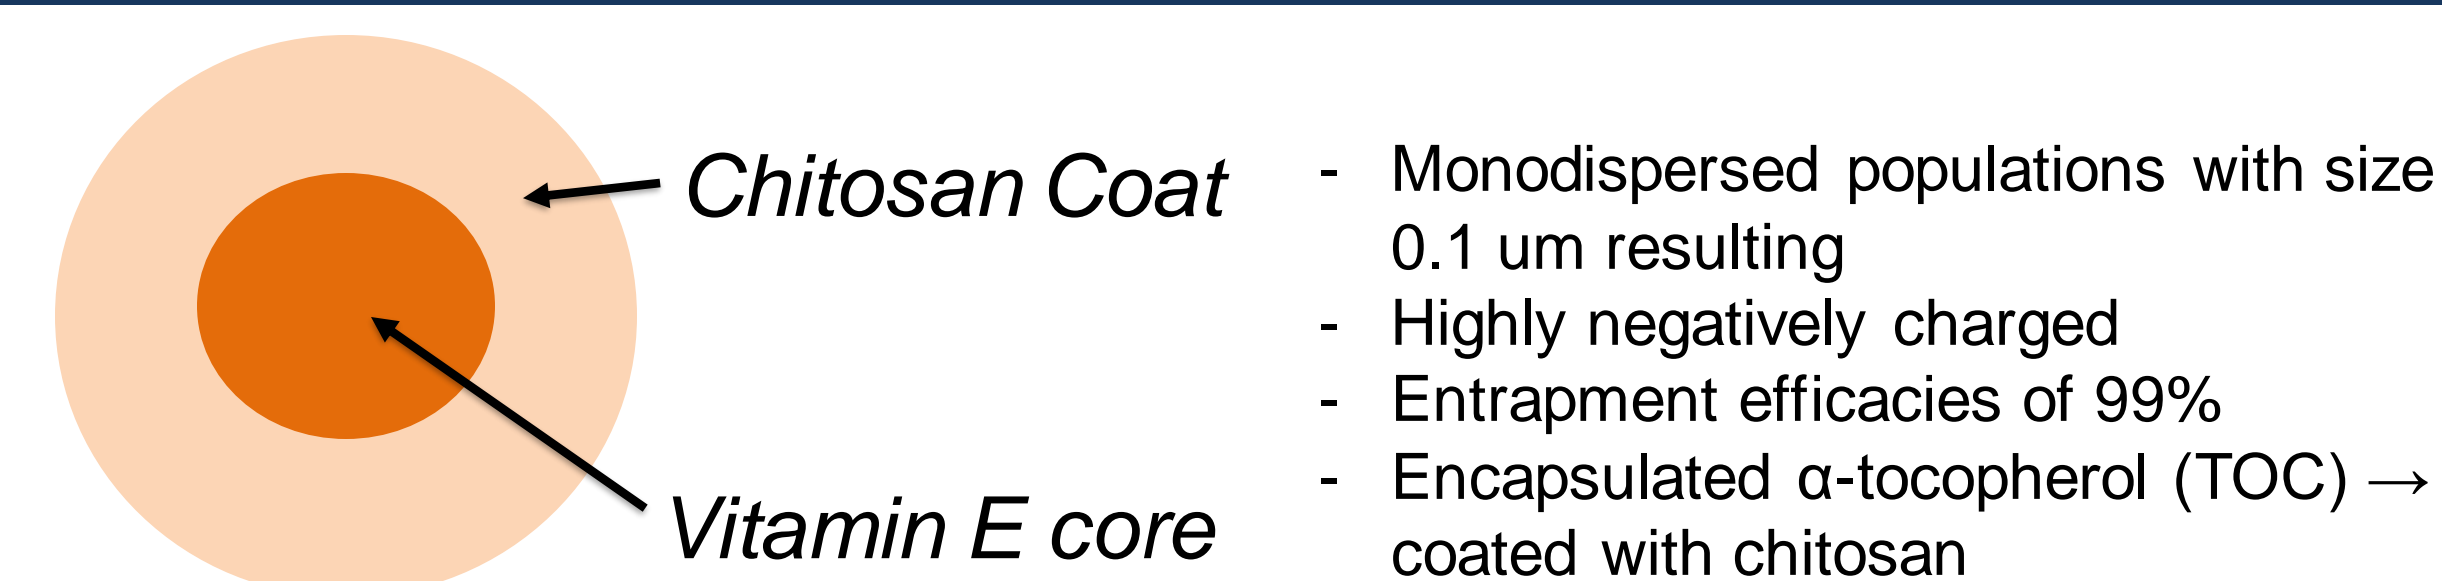 Chitosan Coat
Vitamin E core
- Monodispersed populations with size
0.1 um resulting
- Highly negatively charged
- Entrapment efficacies of 99%
- Encapsulated α-tocopherol (TOC) →
coated with chitosan